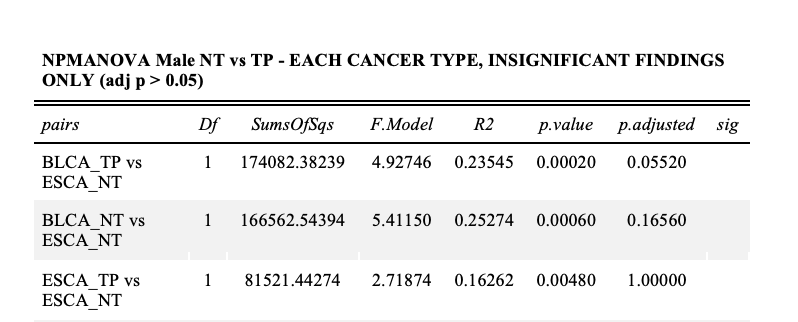 NPMANOVA Male NT vs TP - EACH CANCER TYPE, INSIGNIFICANT FINDINGS
ONLY (adj p > 0.05)
pairs Df SumsOfSqs F.Model R2 p.value p.adjusted sig
BLCA_TP vs 1 174082.38239 4.92746 0.23545 0.00020 0.05520
ESCA_NT
BLCA_NT vs 1 166562.54394 5.41150 0.25274 0.00060 0.16560
ESCA_NT
ESCA_TP vs 1 81521.44274 2.71874 0.16262 0.00480 1.00000
ESCA_NT